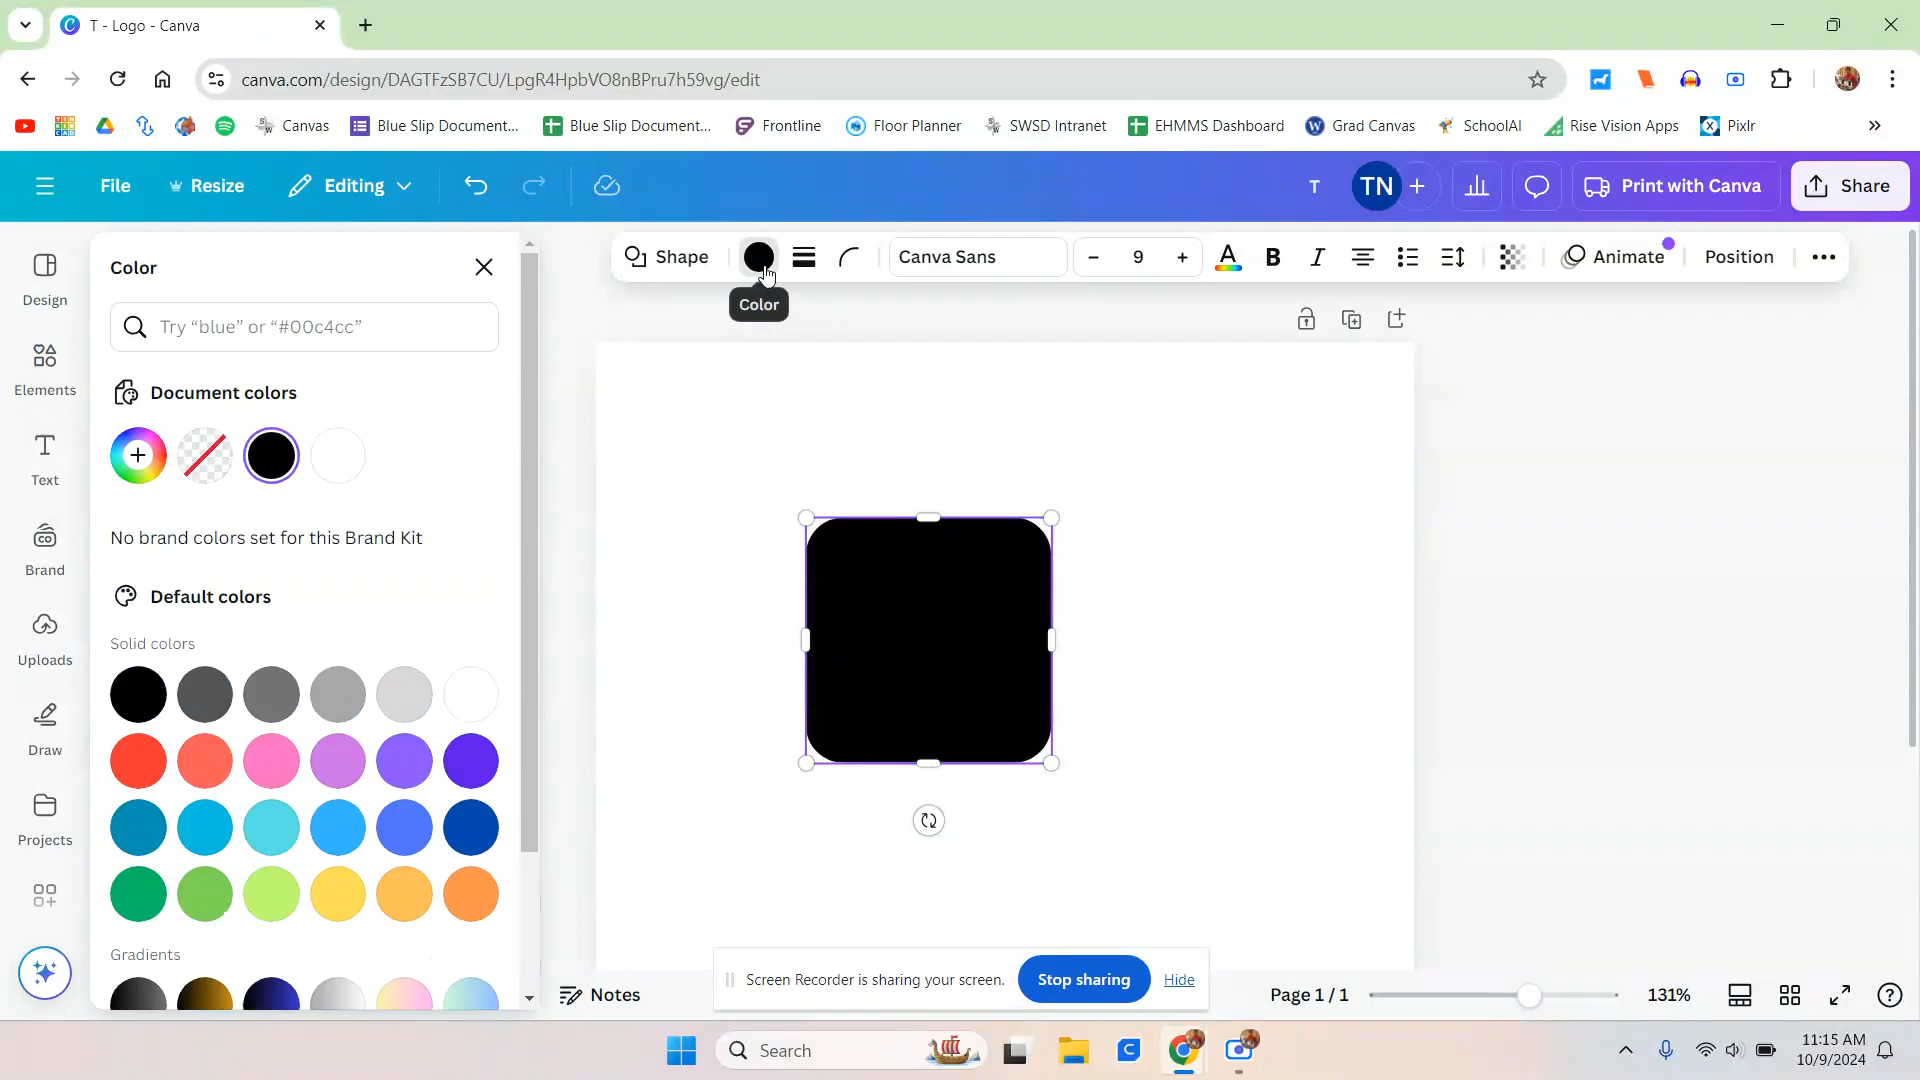 T - Logo - Canva
canva.com/design/DAGTFzSB7CU/LpgR4HpbVO8nBPru7h59vg/edit
Canvas
Blue Slip Document...
Blue Slip Document...
Frontline
Floor Planner
SWSD Intranet
EHMMS Dashboard
Grad Canvas
SchoolAI
Rise Vision Apps
Pixlr
File
Resize
Editing
T
TN
Print with Canva
Share
Shape
Canva Sans
9
A
B
I
Animate
Position
Color
Design
Elements
Text
Brand
Uploads
Draw
Projects
Color
Try “blue” or “#00c4cc”
Document colors
No brand colors set for this Brand Kit
Default colors
Solid colors
Gradients
Notes
Screen Recorder is sharing your screen.
Stop sharing
Hide
Page 1 / 1
131%
Search
11:15 AM
10/9/2024